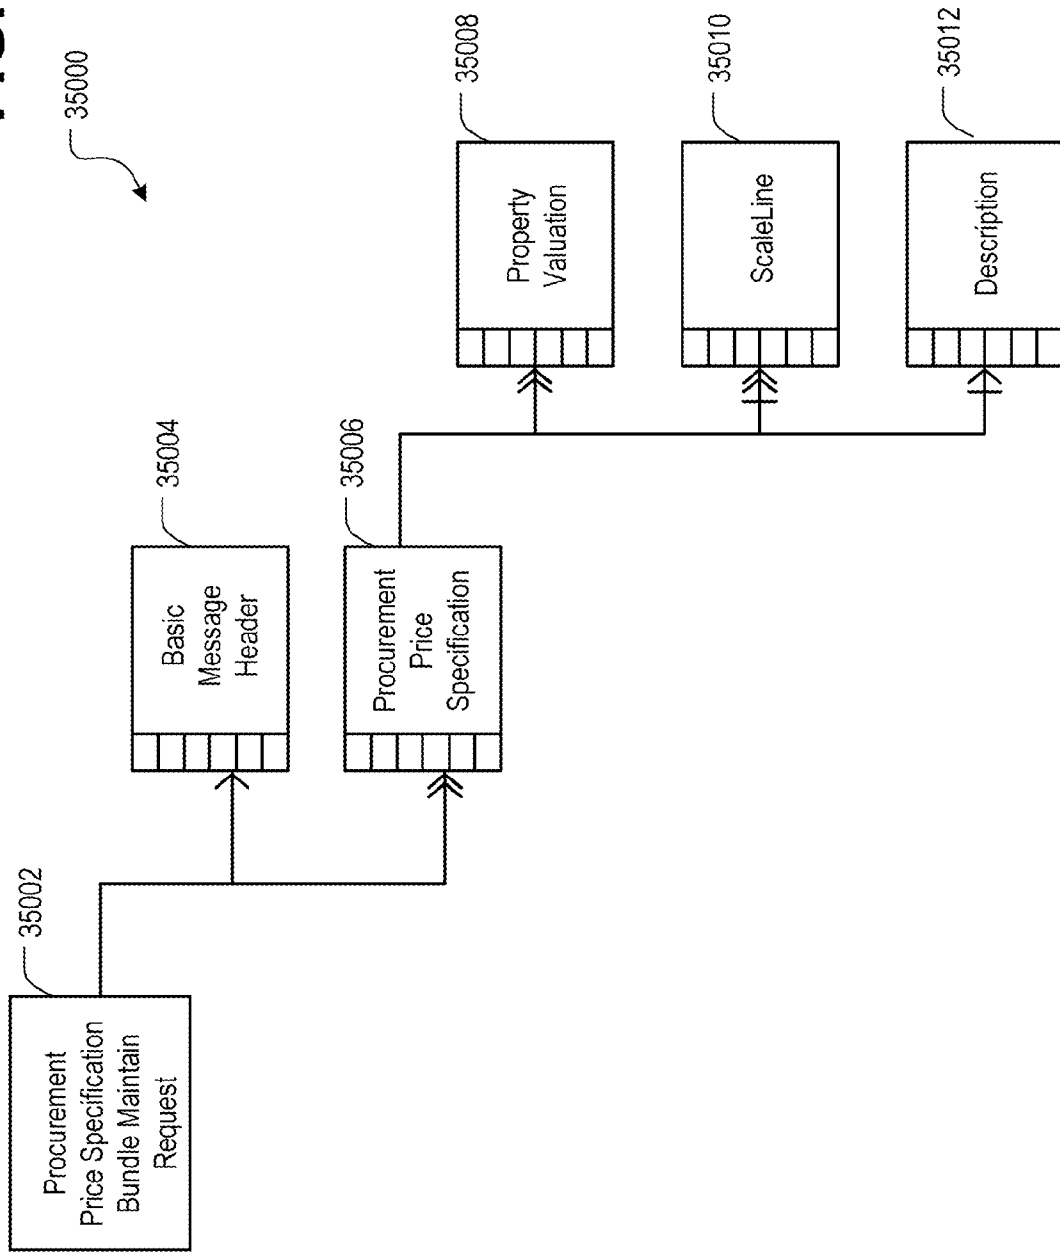 35002
Procurement
Price Specification
Bundle Maintain
Request
35000
35004
Basic
Message
Header
35006
Procurement
Price
Specification
35008
Property
Valuation
35010
ScaleLine
35012
Description